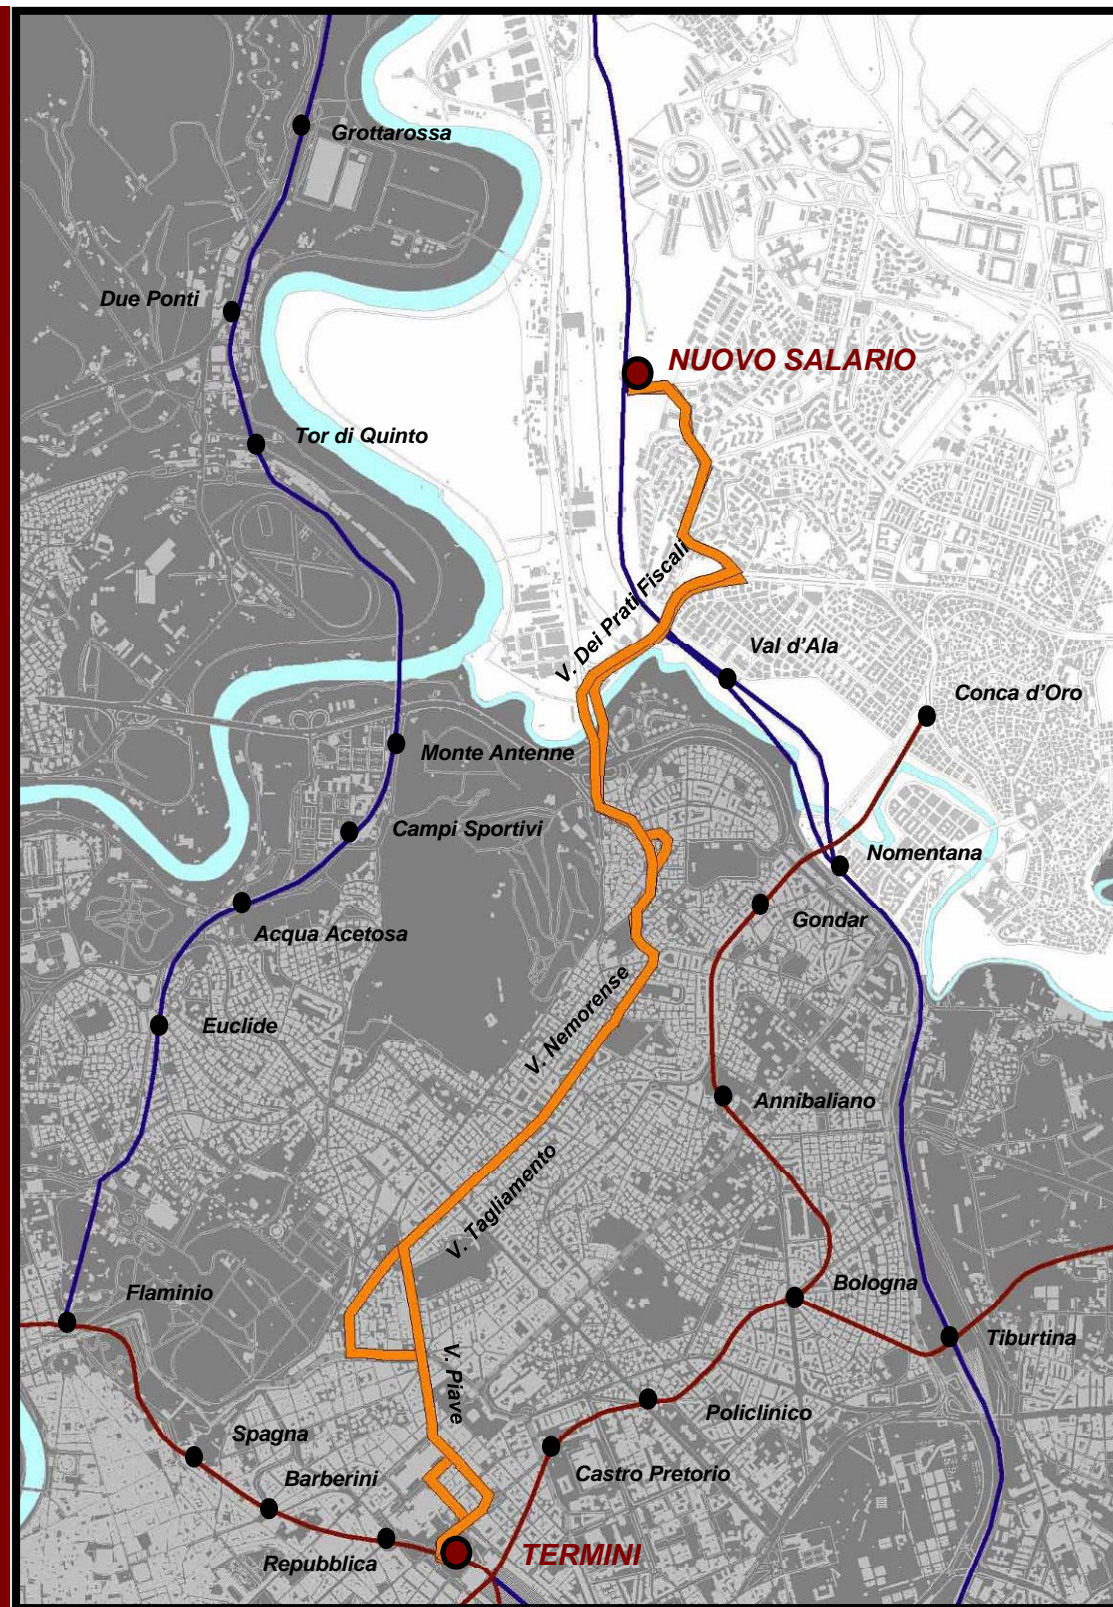 Grottarossa
Due Ponti
NUOVO SALARIO
Tor di Quinto
V. Dei Prati Fiscali
Val d'Ala
Conca d'Oro
Monte Antenne
Campi Sportivi
Nomentana
Gondar
Acqua Acetosa
V. Nemorense
Euclide
Annibaliano
V. Tagliamento
Bologna
Flaminio
Tiburtina
V. Piave
Policlinico
Spagna
Castro Pretorio
Barberini
Repubblica
TERMINI